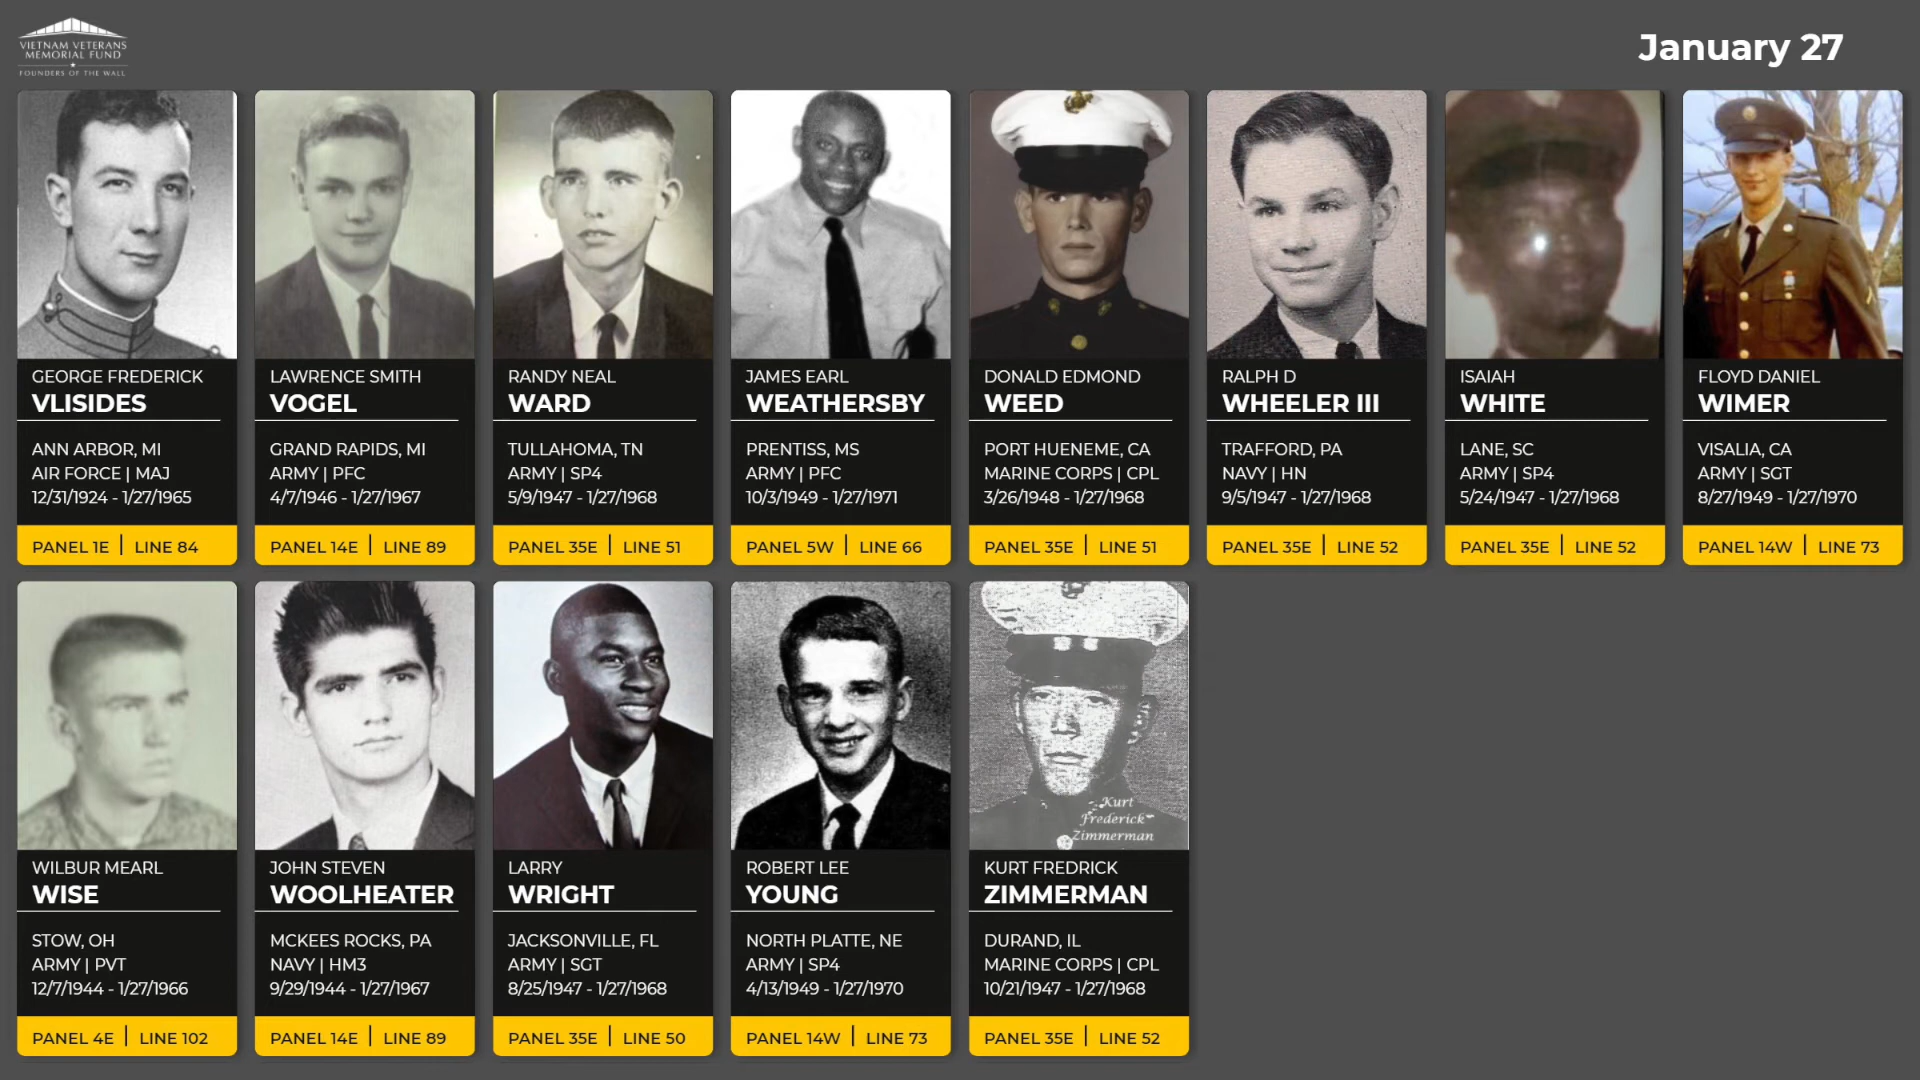 VIETNAM VETERANS
MEMORIAL FUND
FOUNDERS OF THE WALL
January 27
GEORGE FREDERICK
VLISIDES
ANN ARBOR, MI
AIR FORCE | MAJ
12/31/1924 - 1/27/1965
PANEL 1E | LINE 84
LAWRENCE SMITH
VOGEL
GRAND RAPIDS, MI
ARMY | PFC
4/7/1946 - 1/27/1967
PANEL 14E | LINE 89
RANDY NEAL
WARD
TULLAHOMA, TN
ARMY | SP4
5/9/1947 - 1/27/1968
PANEL 35E | LINE 51
JAMES EARL
WEATHERSBY
PRENTISS, MS
ARMY | PFC
10/3/1949 - 1/27/1971
PANEL 5W | LINE 66
DONALD EDMOND
WEED
PORT HUENEME, CA
MARINE CORPS | CPL
3/26/1948 - 1/27/1968
PANEL 35E | LINE 51
RALPH D
WHEELER III
TRAFFORD, PA
NAVY | HN
9/5/1947 - 1/27/1968
PANEL 35E | LINE 52
ISAIAH
WHITE
LANE, SC
ARMY | SP4
5/24/1947 - 1/27/1968
PANEL 35E | LINE 52
FLOYD DANIEL
WIMER
VISALIA, CA
ARMY | SGT
8/27/1949 - 1/27/1970
PANEL 14W | LINE 73
WILBUR MEARL
WISE
STOW, OH
ARMY | PVT
12/7/1944 - 1/27/1966
PANEL 4E | LINE 102
JOHN STEVEN
WOOLHEATER
MCKEES ROCKS, PA
NAVY | HM3
9/29/1944 - 1/27/1967
PANEL 14E | LINE 89
LARRY
WRIGHT
JACKSONVILLE, FL
ARMY | SGT
8/25/1947 - 1/27/1968
PANEL 35E | LINE 50
ROBERT LEE
YOUNG
NORTH PLATTE, NE
ARMY | SP4
4/13/1949 - 1/27/1970
PANEL 14W | LINE 73
Kurt
Frederick
Zimmerman
KURT FREDRICK
ZIMMERMAN
DURAND, IL
MARINE CORPS | CPL
10/21/1947 - 1/27/1968
PANEL 35E | LINE 52